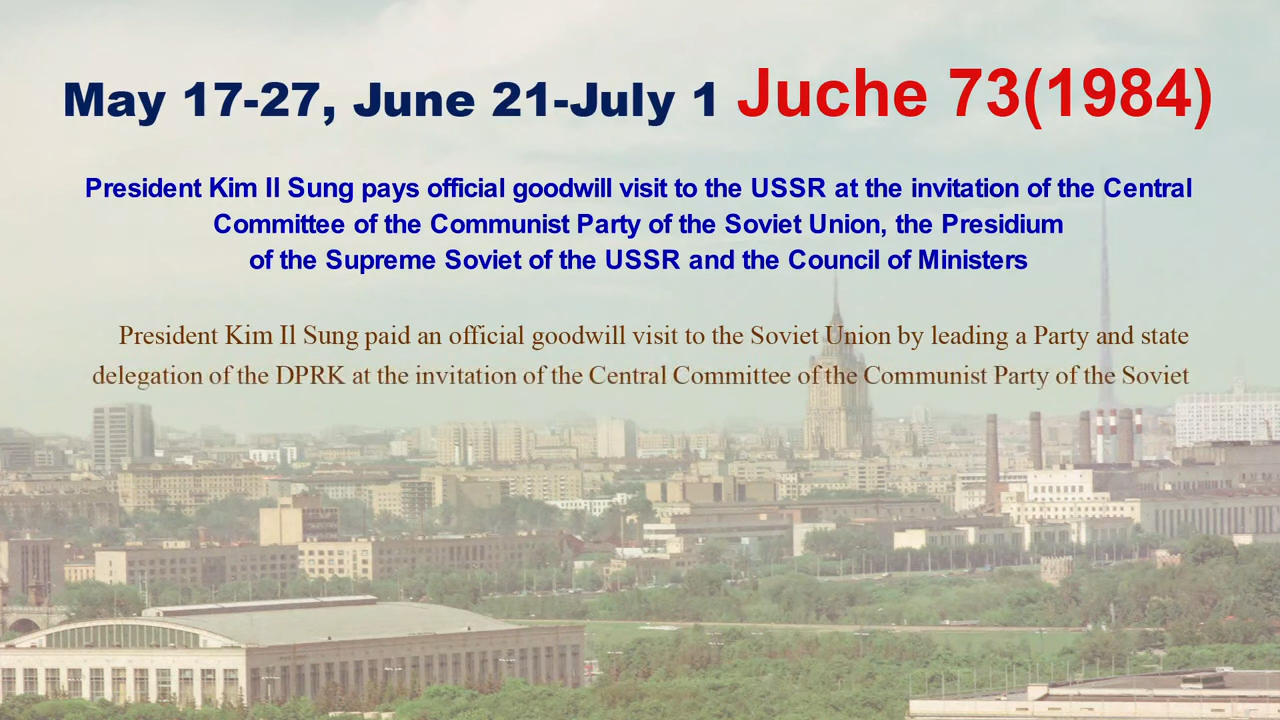 May 17-27, June 21-July 1 Juche 73(1984)
President Kim Il Sung pays official goodwill visit to the USSR at the invitation of the Central
Committee of the Communist Party of the Soviet Union, the Presidium
of the Supreme Soviet of the USSR and the Council of Ministers
President Kim Il Sung paid an official goodwill visit to the Soviet Union by leading a Party and state
delegation of the DPRK at the invitation of the Central Committee of the Communist Party of the Soviet